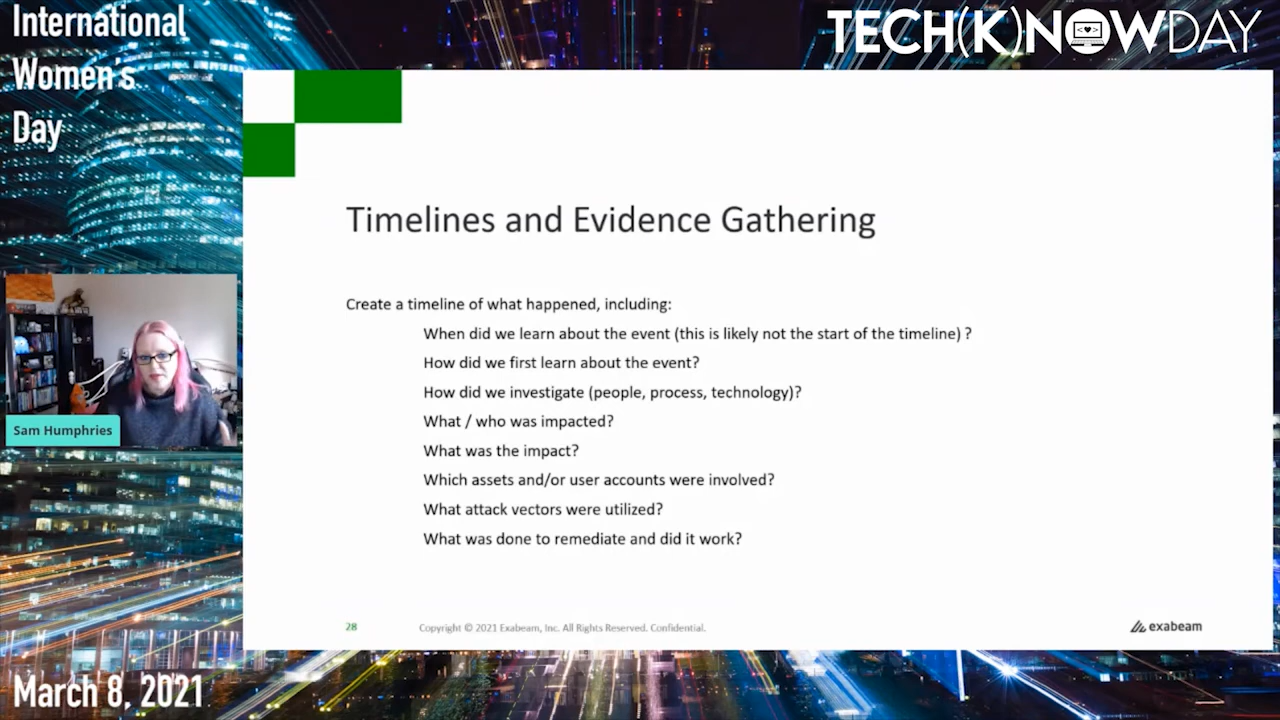 International
Women's
Day
TECH(K)NOWDAY
Timelines and Evidence Gathering
Create a timeline of what happened, including:
When did we learn about the event (this is likely not the start of the timeline) ?
How did we first learn about the event?
How did we investigate (people, process, technology)?
What / who was impacted?
What was the impact?
Which assets and/or user accounts were involved?
What attack vectors were utilized?
What was done to remediate and did it work?
Sam Humphries
28
Copyright © 2021 Exabeam, Inc. All Rights Reserved. Confidential.
exabeam
March 8, 2021